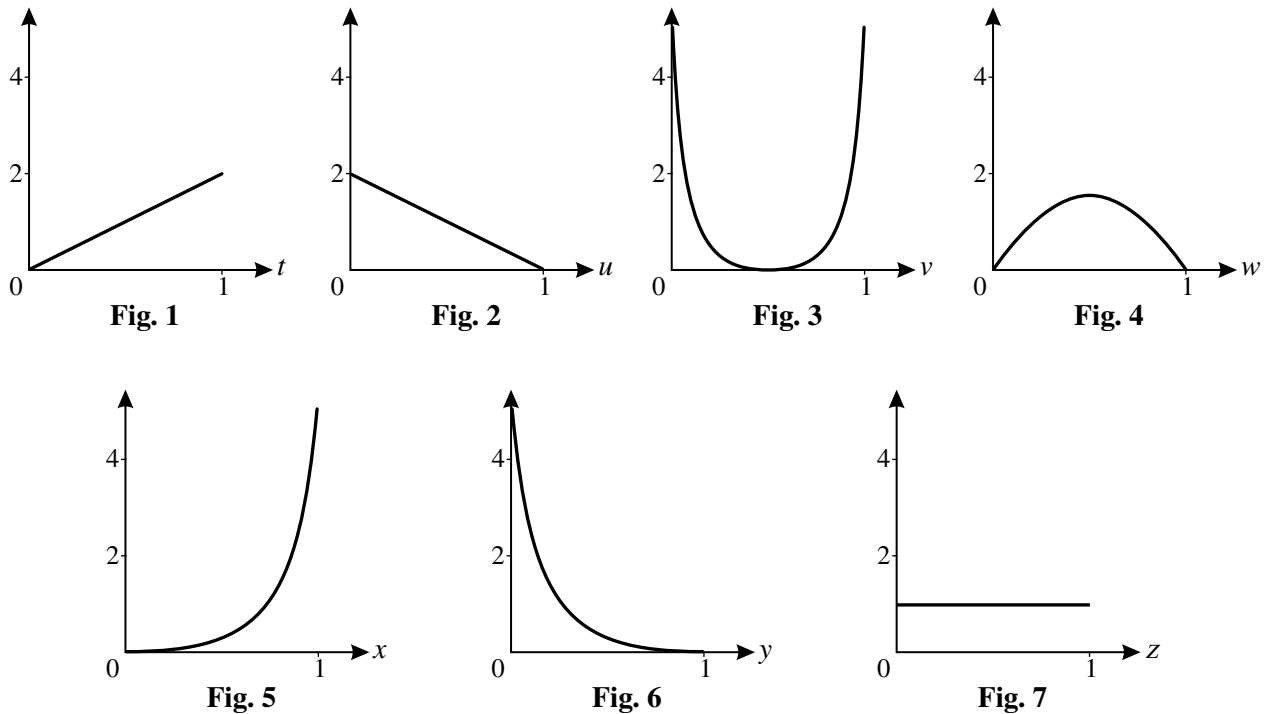 4 4 4 4
2 2 2 2
0 1 t 0 1 u 0 1 v 0 1 w
Fig. 1 Fig. 2 Fig. 3 Fig. 4
4 4 4
2 2 2
0 1 x 0 1 y 0 1 z
Fig. 5 Fig. 6 Fig. 7